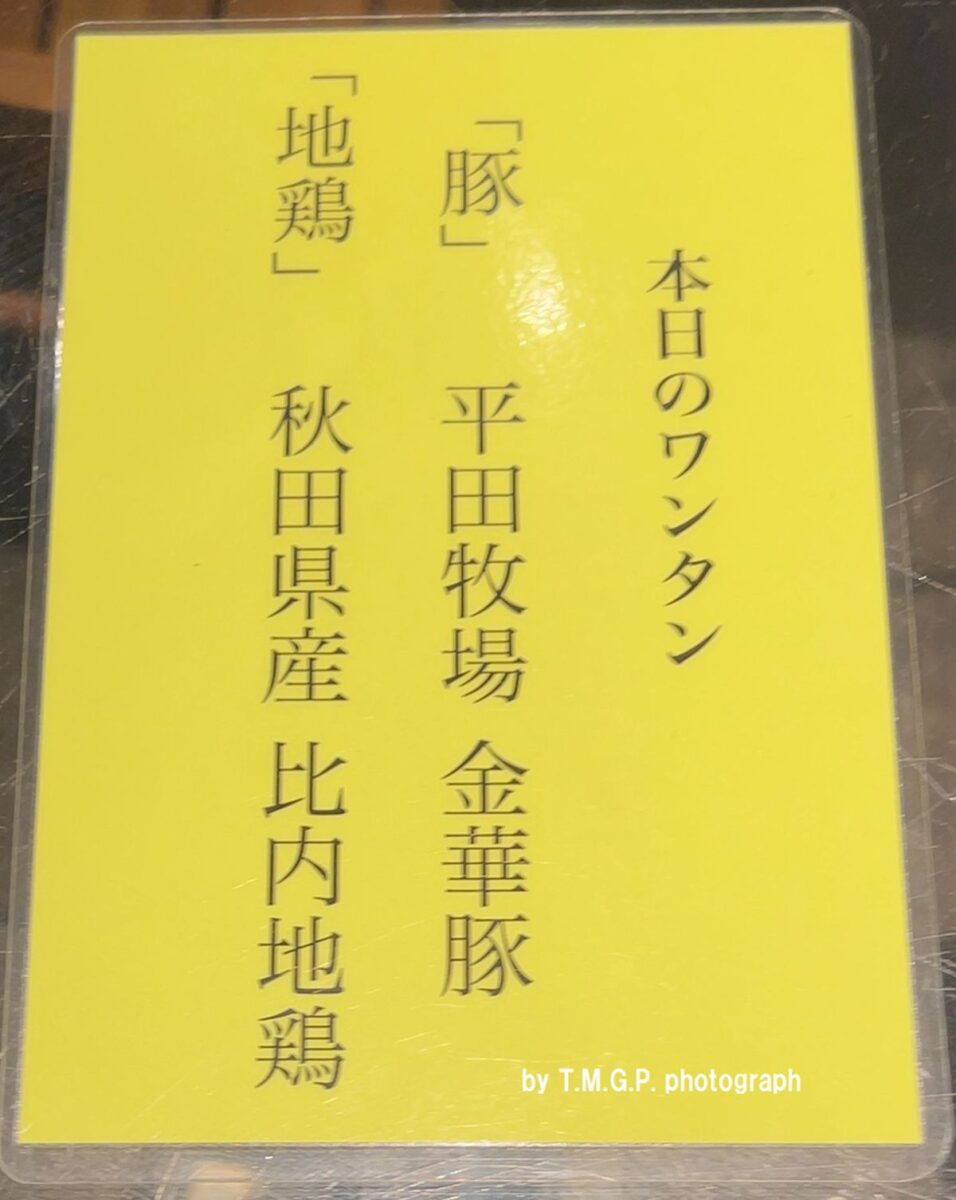 本日のワンタン
「豚」　平田牧場 金華豚
「地鶏」　秋田県産 比内地鶏
by T.M.G.P. photograph